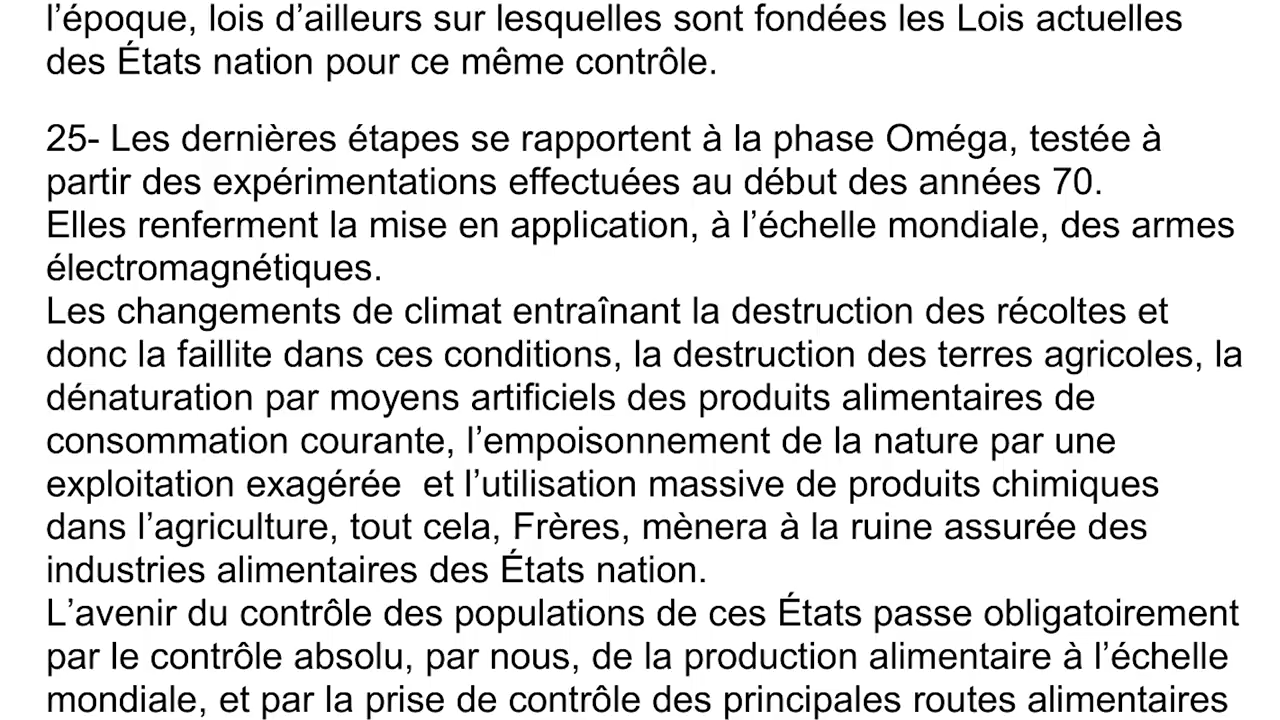 l’époque, lois d’ailleurs sur lesquelles sont fondées les Lois actuelles
des États nation pour ce même contrôle.
25- Les dernières étapes se rapportent à la phase Oméga, testée à
partir des expérimentations effectuées au début des années 70.
Elles renferment la mise en application, à l’échelle mondiale, des armes
électromagnétiques.
Les changements de climat entraînant la destruction des récoltes et
donc la faillite dans ces conditions, la destruction des terres agricoles, la
dénaturation par moyens artificiels des produits alimentaires de
consommation courante, l’empoisonnement de la nature par une
exploitation exagérée  et l’utilisation massive de produits chimiques
dans l’agriculture, tout cela, Frères, mènera à la ruine assurée des
industries alimentaires des États nation.
L’avenir du contrôle des populations de ces États passe obligatoirement
par le contrôle absolu, par nous, de la production alimentaire à l’échelle
mondiale, et par la prise de contrôle des principales routes alimentaires